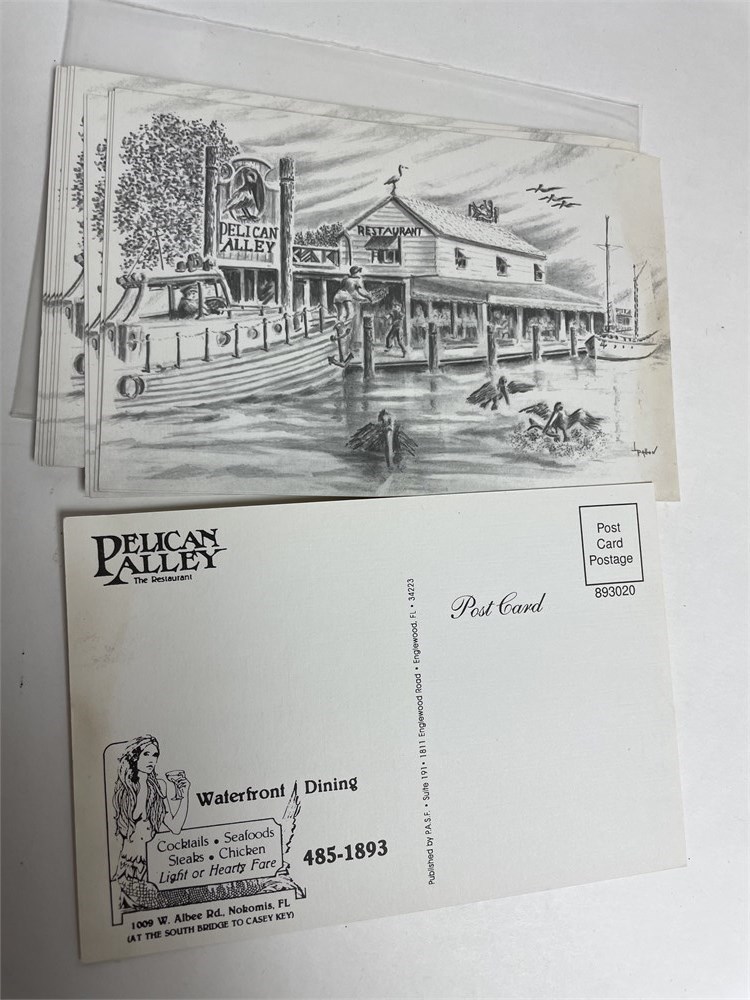 PELICAN
ALLEY
RESTAURANT
PELICAN
ALLEY
The Restaurant
Post
Card
Postage
893020
Post Card
Published by P.A.S.F. • Suite 191 • 1811 Englewood Road • Englewood, FL • 34223
Waterfront Dining
Cocktails • Seafoods
Steaks • Chicken
Light or Hearty Fare
485-1893
1009 W. Albee Rd., Nokomis, FL
(AT THE SOUTH BRIDGE TO CASEY KEY)